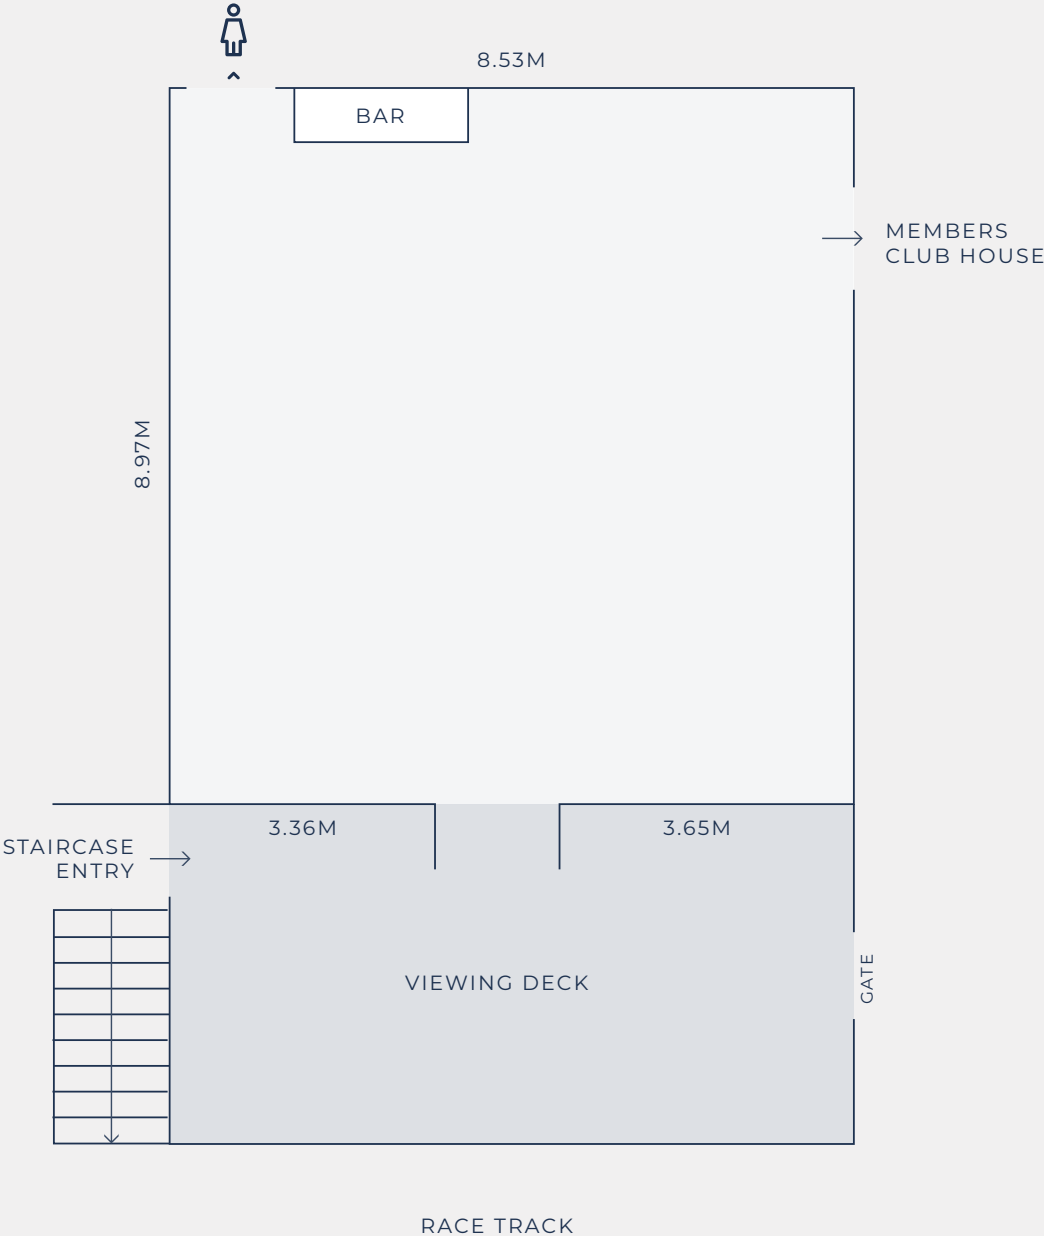 8.53M
BAR
MEMBERS
CLUB HOUSE
8.97M
3.36M
3.65M
STAIRCASE
ENTRY
VIEWING DECK
GATE
RACE TRACK